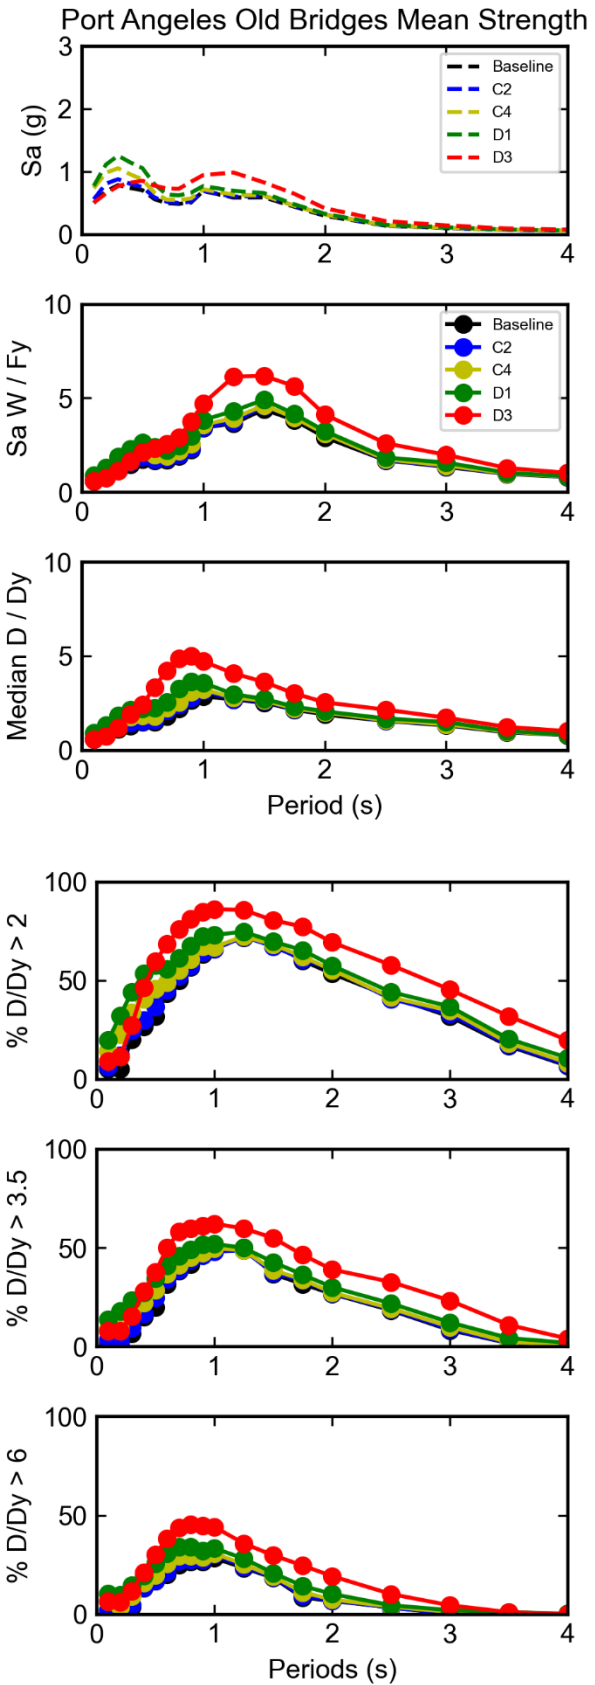 Port Angeles Old Bridges Mean Strength
Sa (g)
3
2
1
0
0 1 2 3 4
Baseline
C2
C4
D1
D3
Sa W / Fy
10
5
0
0 1 2 3 4
Baseline
C2
C4
D1
D3
Median D / Dy
10
5
0
0 1 2 3 4
Period (s)
% D/Dy > 2
100
50
0
0 1 2 3 4
% D/Dy > 3.5
100
50
0
0 1 2 3 4
% D/Dy > 6
100
50
0
0 1 2 3 4
Periods (s)